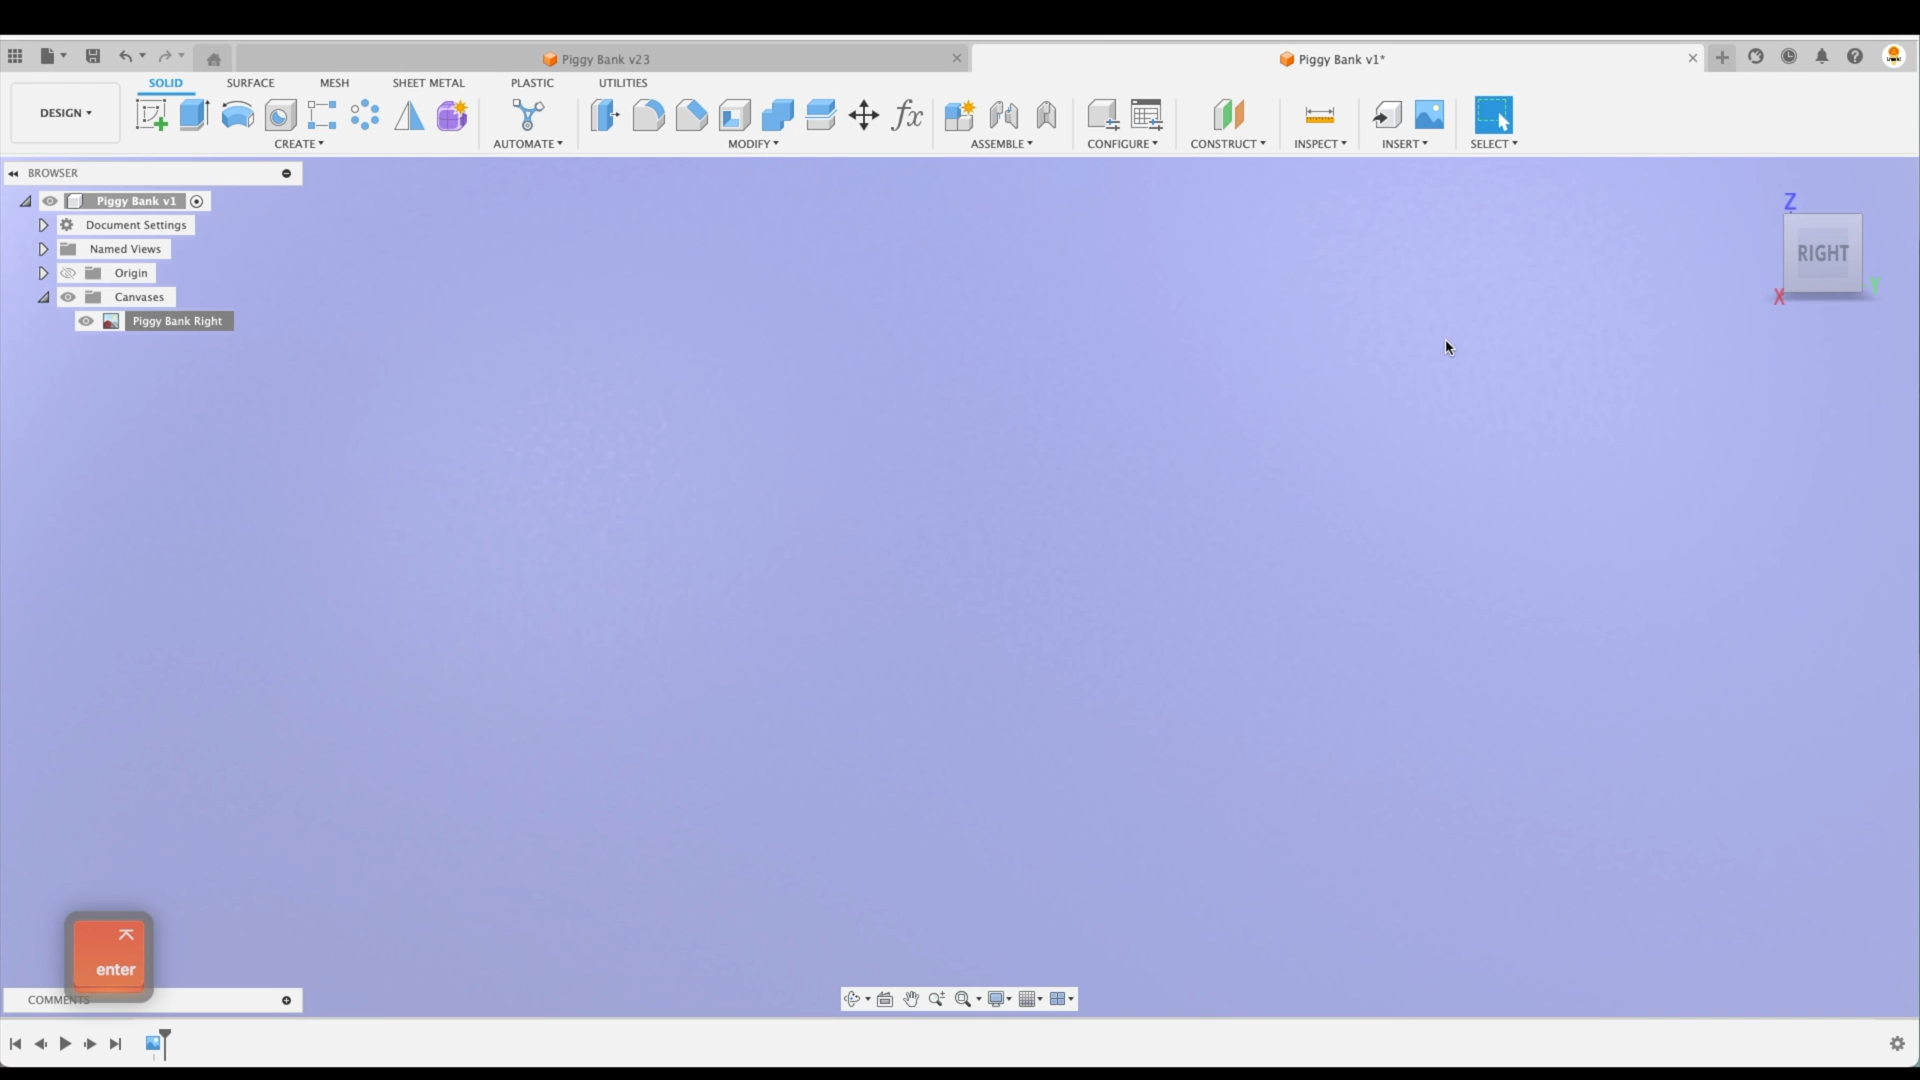 Piggy Bank v23
Piggy Bank v1*
DESIGN
SOLID
SURFACE
MESH
SHEET METAL
PLASTIC
UTILITIES
CREATE
AUTOMATE
MODIFY
fx
ASSEMBLE
CONFIGURE
CONSTRUCT
INSPECT
INSERT
SELECT
BROWSER
Piggy Bank v1
Document Settings
Named Views
Origin
Canvases
Piggy Bank Right
Z
RIGHT
X
Y
enter
COMMENTS